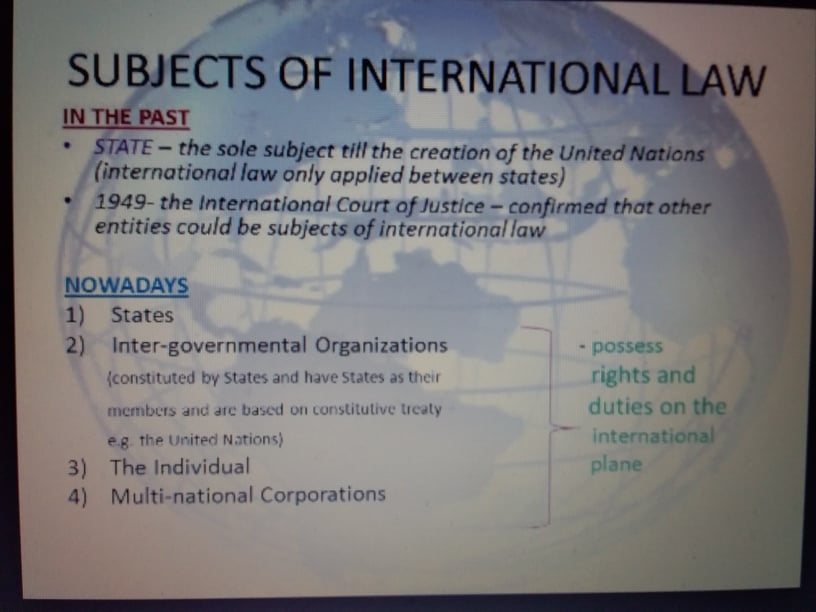 SUBJECTS OF INTERNATIONAL LAW
IN THE PAST
• STATE – the sole subject till the creation of the United Nations
(international law only applied between states)
• 1949- the International Court of Justice – confirmed that other
entities could be subjects of international law
NOWADAYS
1) States
2) Inter-governmental Organizations
(constituted by States and have States as their
members and are based on constitutive treaty
e.g. the United Nations)
3) The Individual
4) Multi-national Corporations
- possess
rights and
duties on the
international
plane